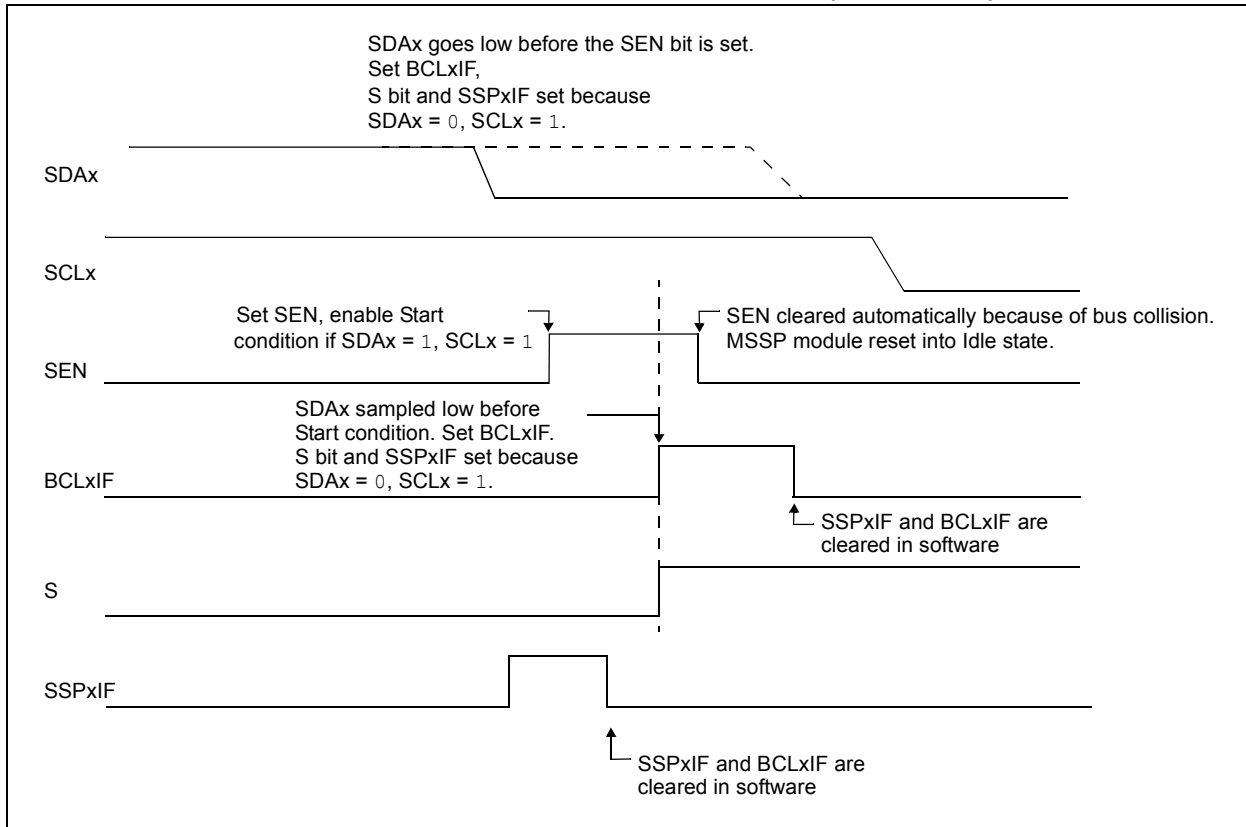 SDAx goes low before the SEN bit is set.
Set BCLxIF,
S bit and SSPxIF set because
SDAx = 0, SCLx = 1.
SDAx
SCLx
Set SEN, enable Start
condition if SDAx = 1, SCLx = 1
SEN cleared automatically because of bus collision.
MSSP module reset into Idle state.
SEN
SDAx sampled low before
Start condition. Set BCLxIF.
S bit and SSPxIF set because
SDAx = 0, SCLx = 1.
BCLxIF
SSPxIF and BCLxIF are
cleared in software
S
SSPxIF
SSPxIF and BCLxIF are
cleared in software